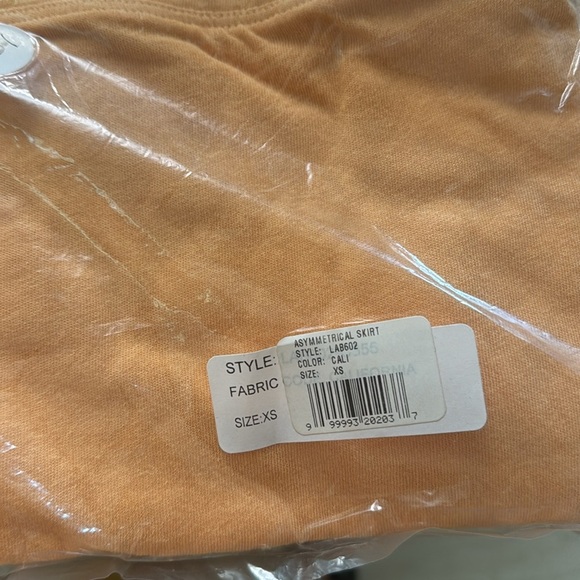 ASYMMETRICAL SKIRT
STYLE: LAB602
COLOR: CALI
SIZE: XS
9 99993 20203 7
STYLE:
FABRIC
SIZE:XS